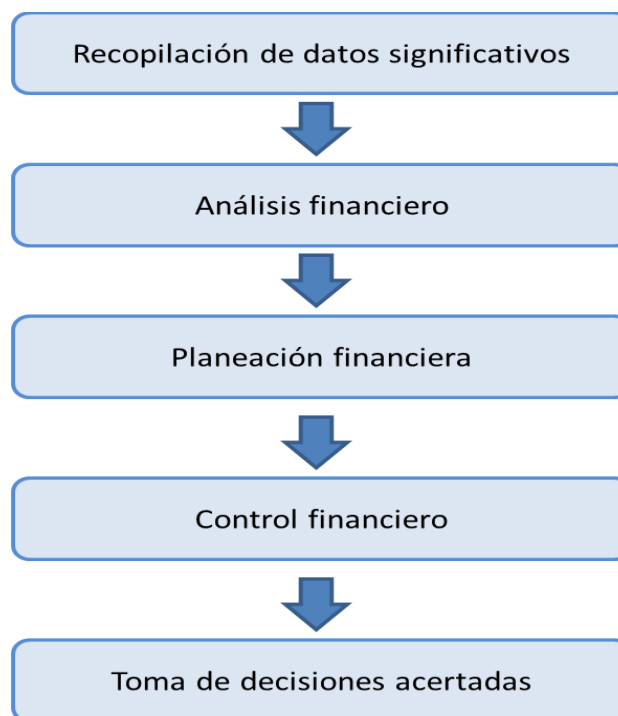 Recopilación de datos significativos
Análisis financiero
Planeación financiera
Control financiero
Toma de decisiones acertadas